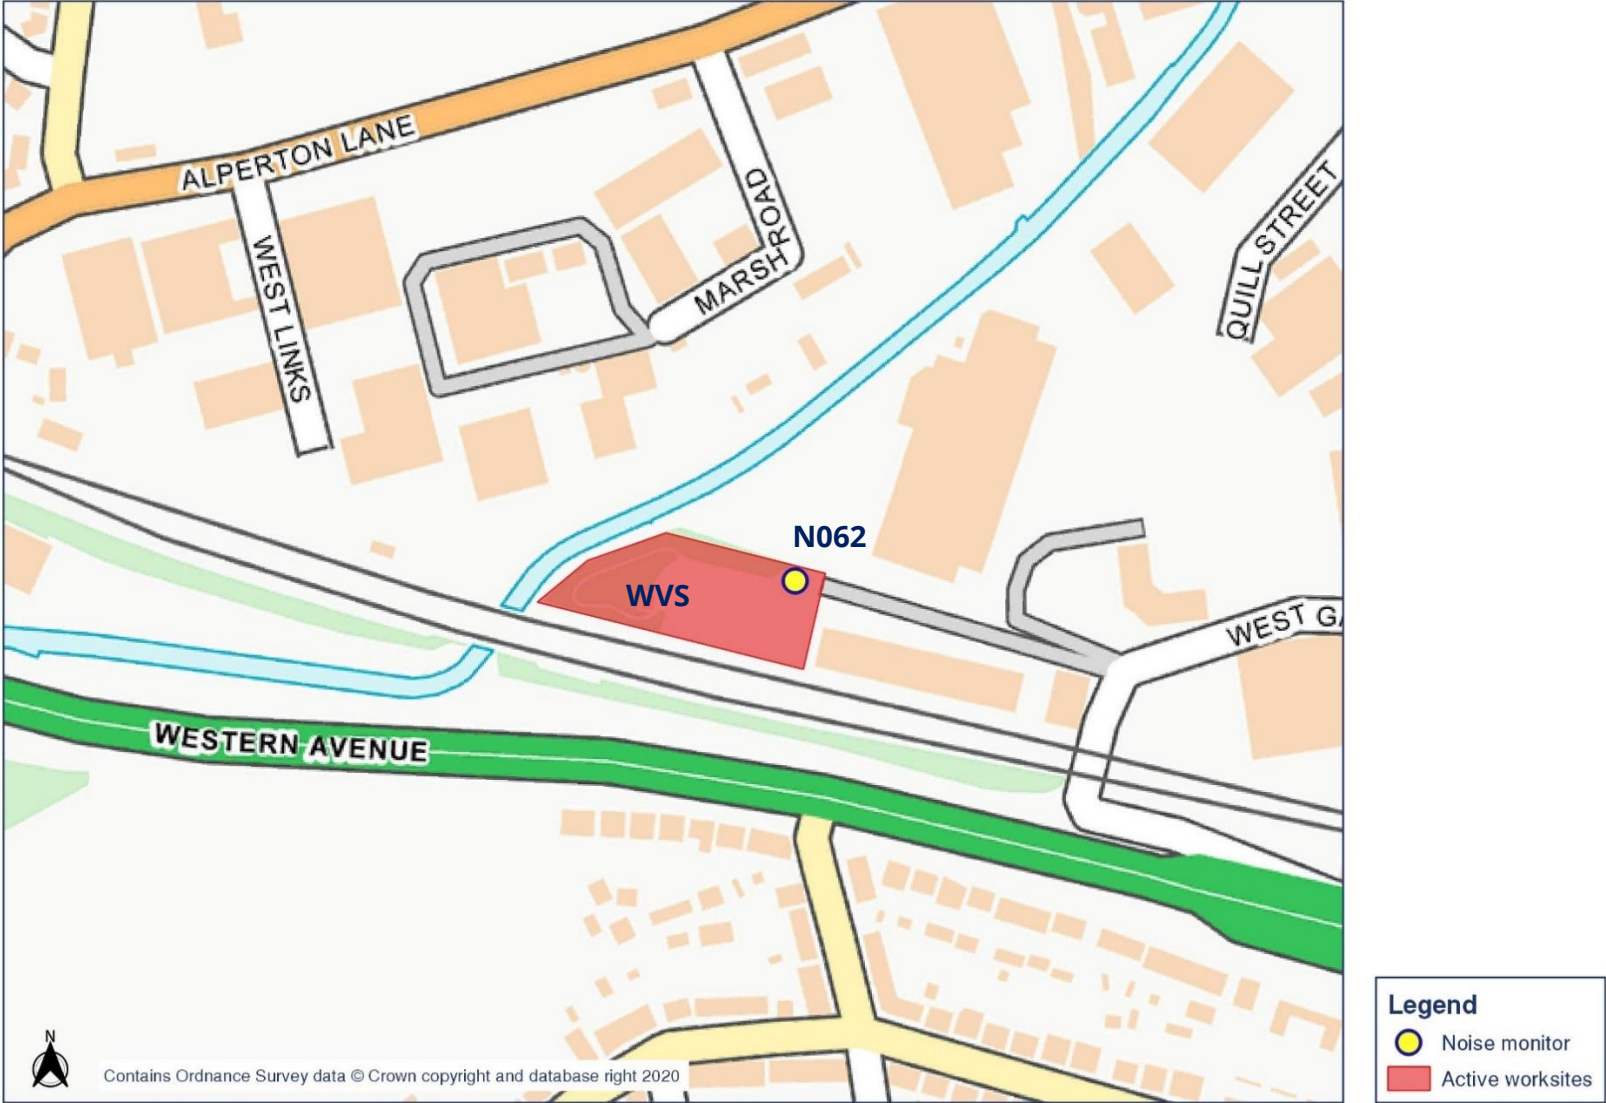 ALPERTON LANE
WEST LINKS
MARSH ROAD
QUILL STREET
N062
WVS
WEST GA
WESTERN AVENUE
N
Contains Ordnance Survey data © Crown copyright and database right 2020
Legend
Noise monitor
Active worksites